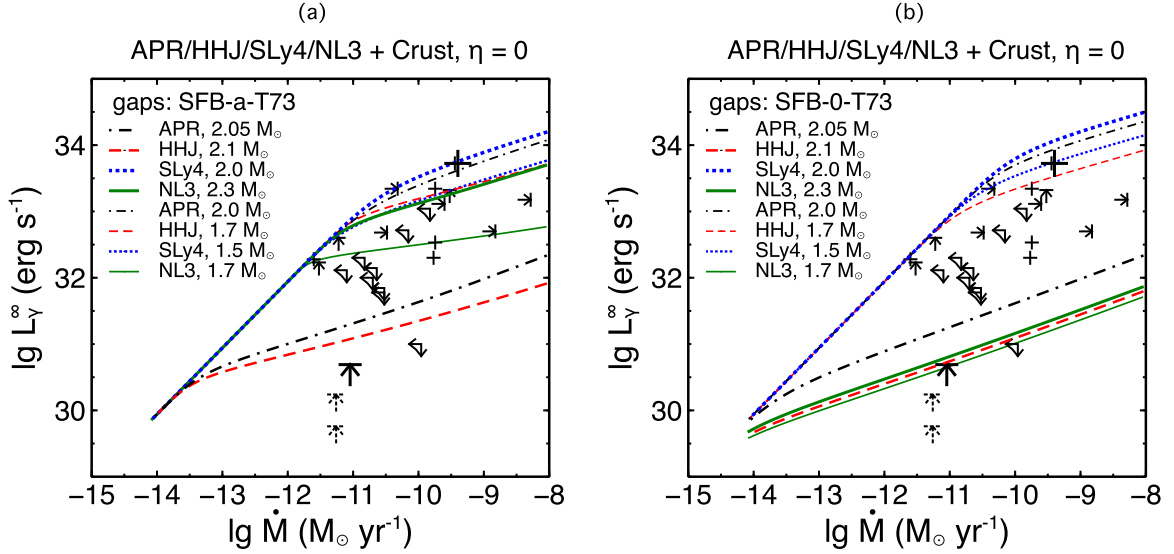 (a)
APR/HHJ/SLy4/NL3 + Crust, η = 0
gaps: SFB-a-T73
APR, 2.05 M☉
HHJ, 2.1 M☉
SLy4, 2.0 M☉
NL3, 2.3 M☉
APR, 2.0 M☉
HHJ, 1.7 M☉
SLy4, 1.5 M☉
NL3, 1.7 M☉
34
33
32
31
30
lg L∞γ (erg s-1)
−15 −14 −13 −12 −11 −10 −9 −8
lg Ṁ (M☉ yr-1)
(b)
APR/HHJ/SLy4/NL3 + Crust, η = 0
gaps: SFB-0-T73
APR, 2.05 M☉
HHJ, 2.1 M☉
SLy4, 2.0 M☉
NL3, 2.3 M☉
APR, 2.0 M☉
HHJ, 1.7 M☉
SLy4, 1.5 M☉
NL3, 1.7 M☉
34
32
30
lg L∞γ (erg s-1)
−15 −14 −13 −12 −11 −10 −9 −8
lg Ṁ (M☉ yr-1)